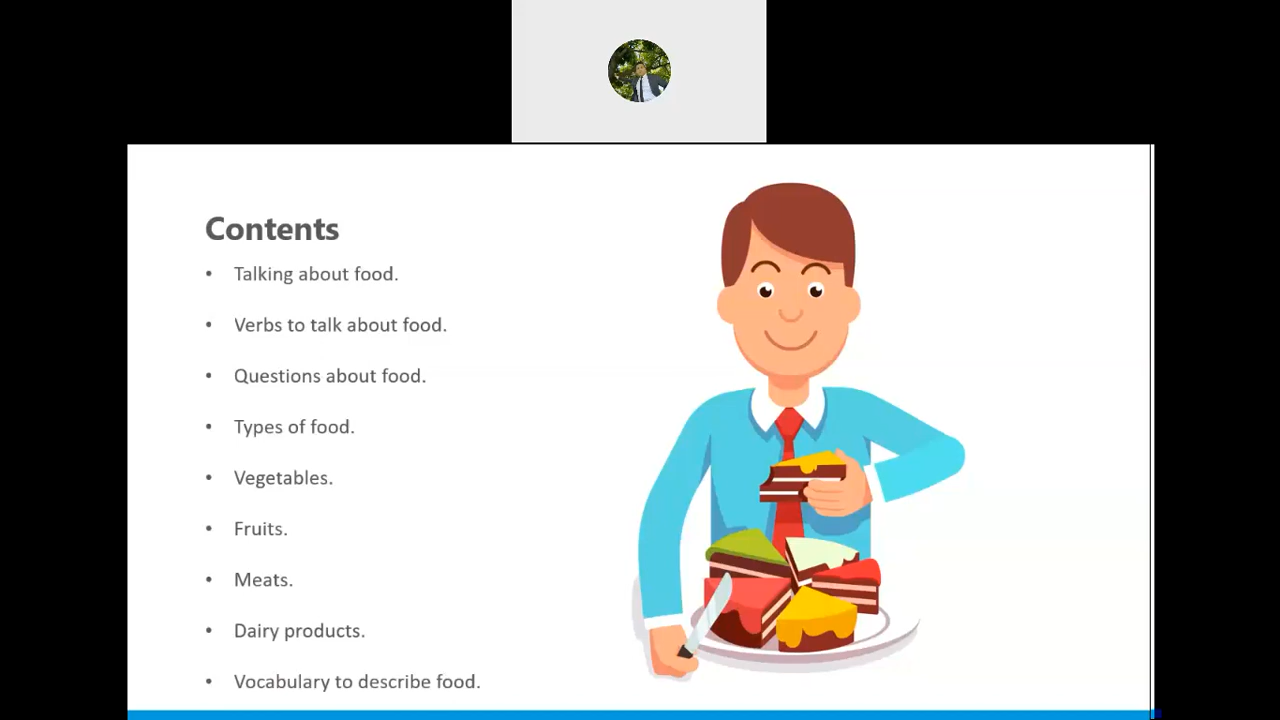 Contents
• Talking about food.
• Verbs to talk about food.
• Questions about food.
• Types of food.
• Vegetables.
• Fruits.
• Meats.
• Dairy products.
• Vocabulary to describe food.